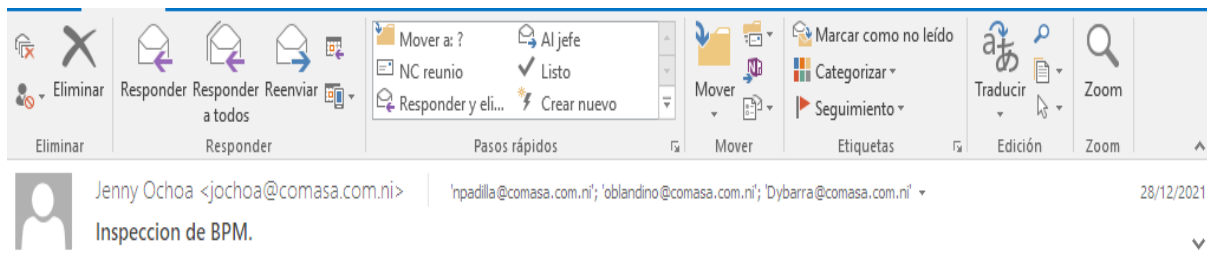 Mover a: ?
Al jefe
Marcar como no leído
NC reunio
Listo
Categorizar
Eliminar
Responder
Responder a todos
Reenviar
Responder y eli...
Crear nuevo
Mover
Seguimiento
Traducir
Zoom
Eliminar
Responder
Pasos rápidos
Mover
Etiquetas
Edición
Zoom
Jenny Ochoa <jochoa@comasa.com.ni>
'npadilla@comasa.com.ni'; 'oblandino@comasa.com.ni'; 'Dybarra@comasa.com.ni'
28/12/2021
Inspeccion de BPM.